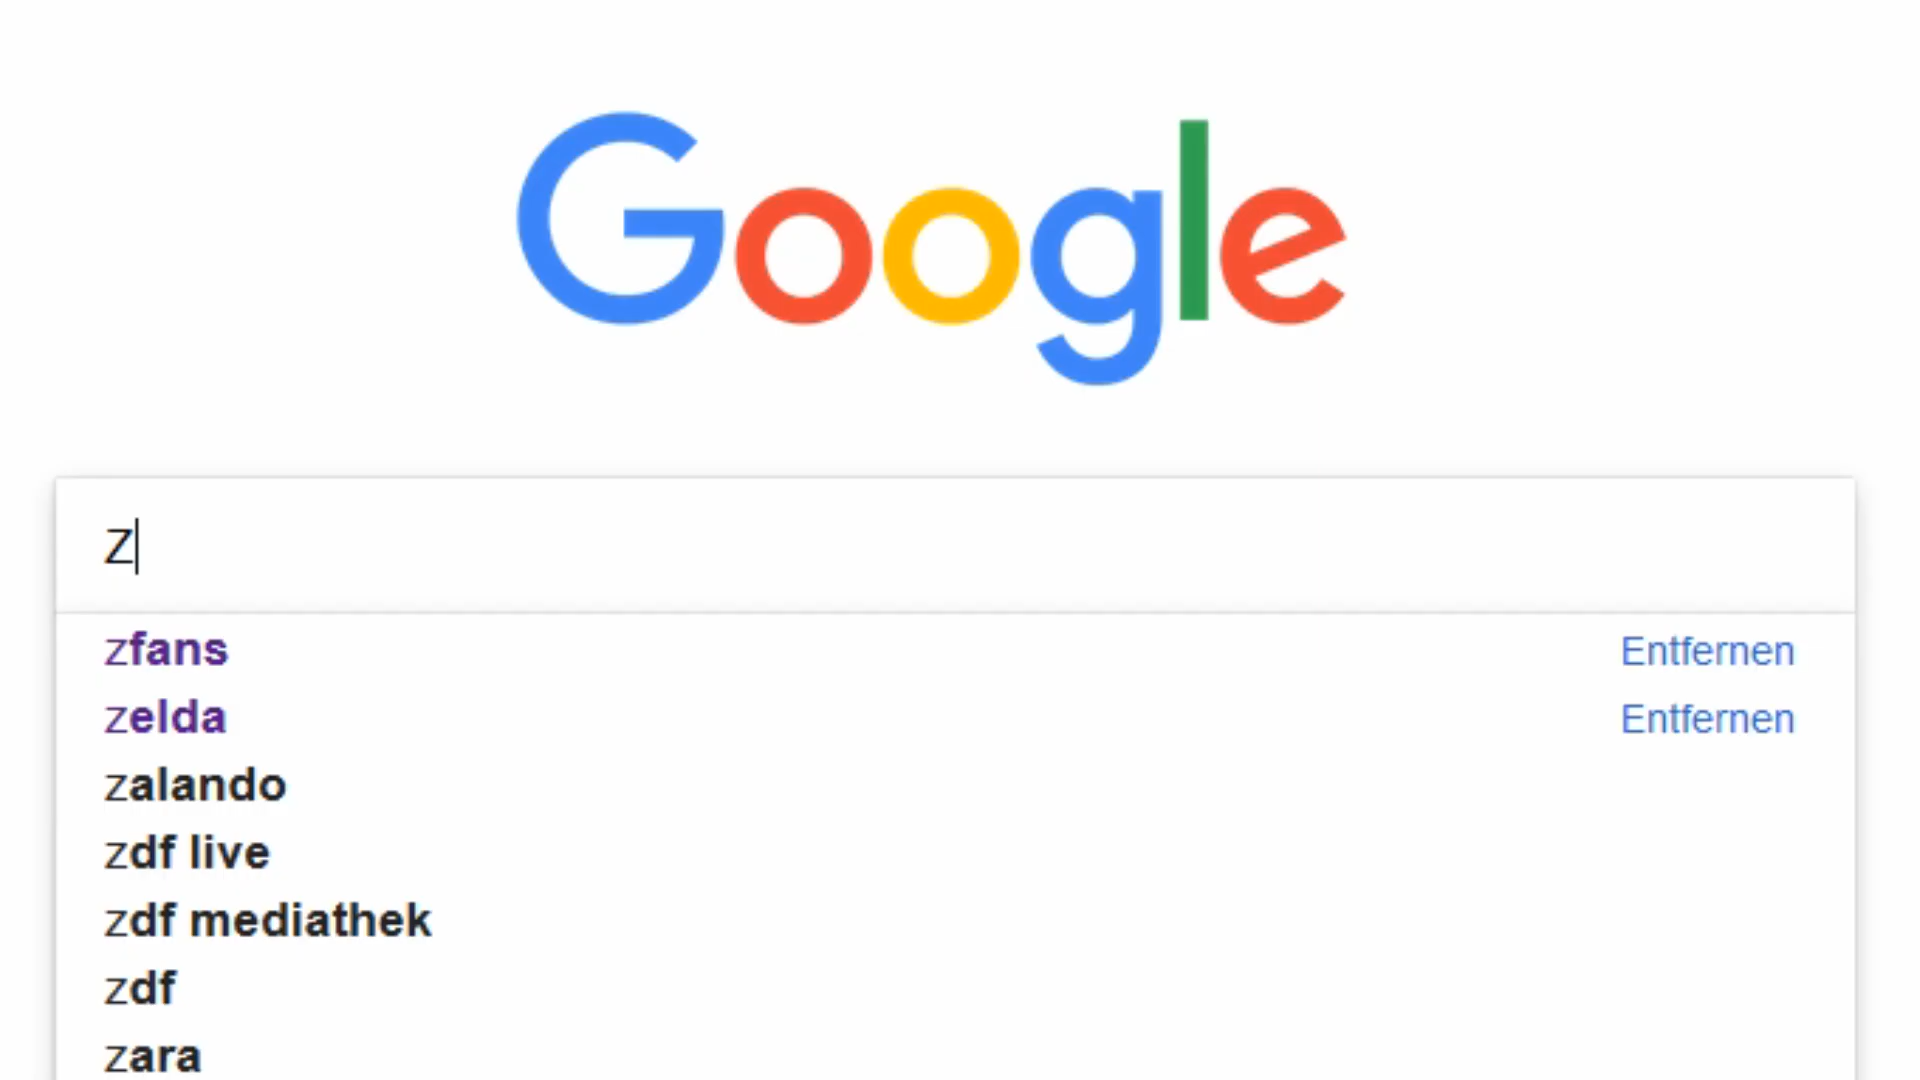 Google
Z
zfans Entfernen
zelda Entfernen
zalando
zdf live
zdf mediathek
zdf
zara